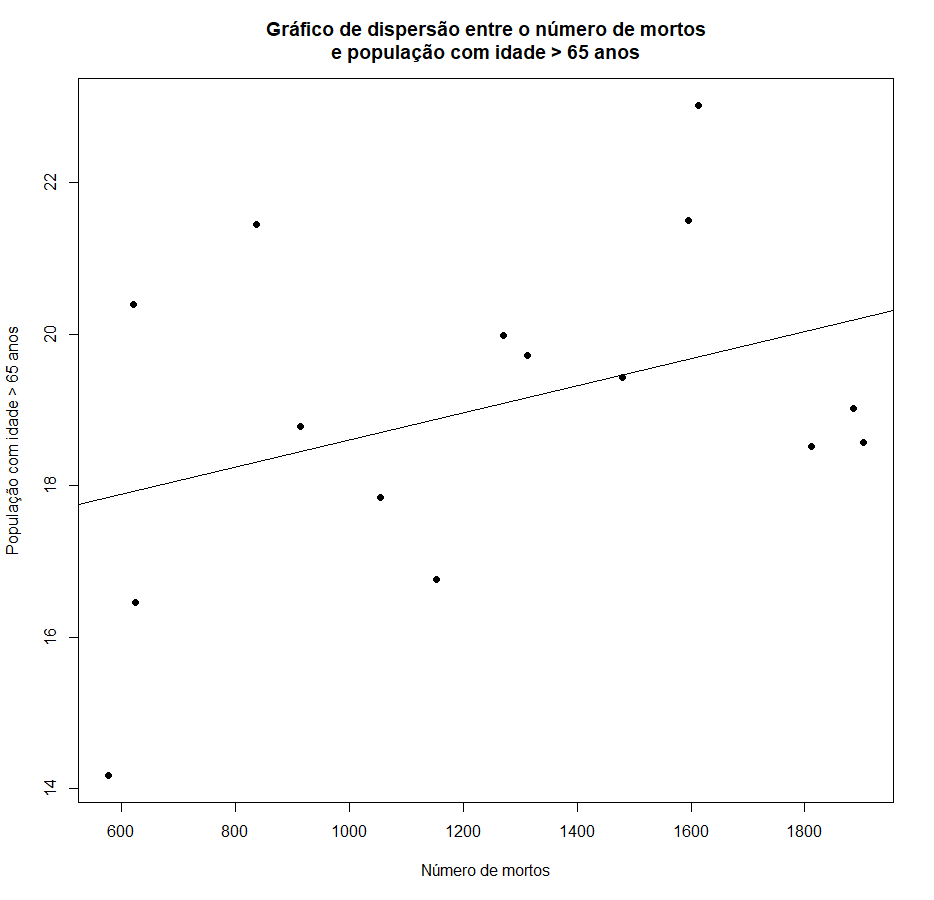 Gráfico de dispersão entre o número de mortos
e população com idade > 65 anos
População com idade > 65 anos
22
20
18
16
14
600 800 1000 1200 1400 1600 1800
Número de mortos